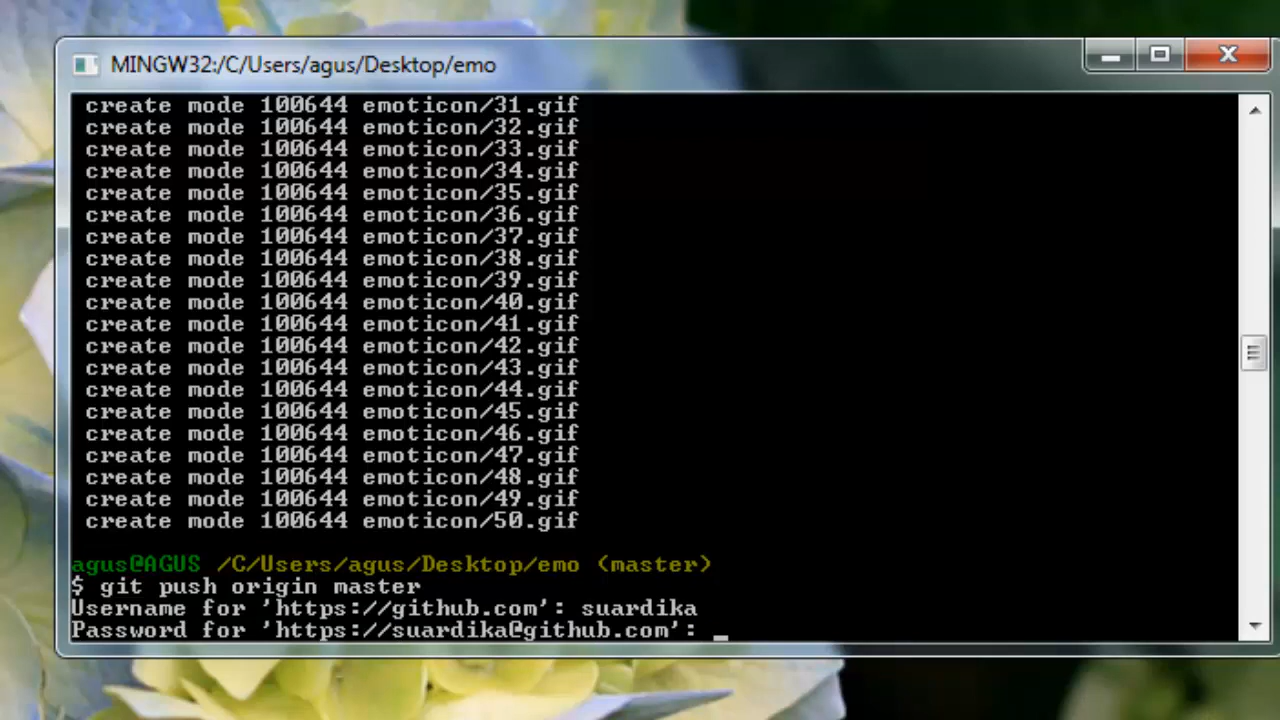 MINGW32:/C/Users/agus/Desktop/emo
create mode 100644 emoticon/31.gif
create mode 100644 emoticon/32.gif
create mode 100644 emoticon/33.gif
create mode 100644 emoticon/34.gif
create mode 100644 emoticon/35.gif
create mode 100644 emoticon/36.gif
create mode 100644 emoticon/37.gif
create mode 100644 emoticon/38.gif
create mode 100644 emoticon/39.gif
create mode 100644 emoticon/40.gif
create mode 100644 emoticon/41.gif
create mode 100644 emoticon/42.gif
create mode 100644 emoticon/43.gif
create mode 100644 emoticon/44.gif
create mode 100644 emoticon/45.gif
create mode 100644 emoticon/46.gif
create mode 100644 emoticon/47.gif
create mode 100644 emoticon/48.gif
create mode 100644 emoticon/49.gif
create mode 100644 emoticon/50.gif
agus@AGUS /C/Users/agus/Desktop/emo (master)
$ git push origin master
Username for 'https://github.com': suardika
Password for 'https://suardika@github.com': _